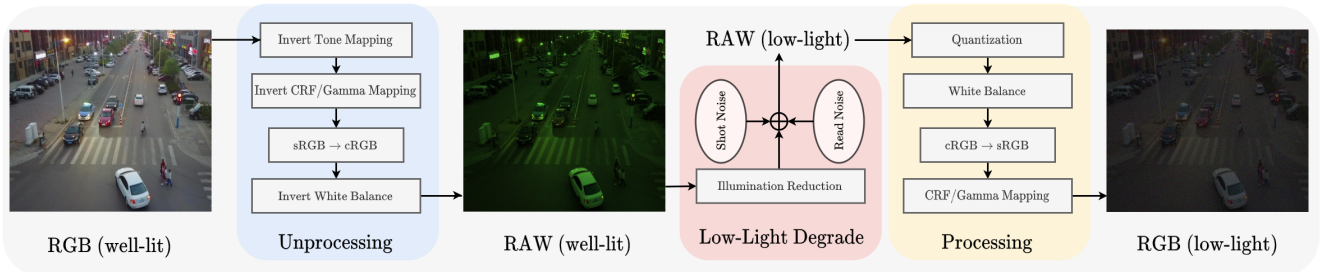 RGB (well-lit)
Invert Tone Mapping
Invert CRF/Gamma Mapping
sRGB → cRGB
Invert White Balance
Unprocessing
RAW (well-lit)
RAW (low-light)
Shot Noise
Read Noise
Illumination Reduction
Low-Light Degrade
Quantization
White Balance
cRGB → sRGB
CRF/Gamma Mapping
Processing
RGB (low-light)